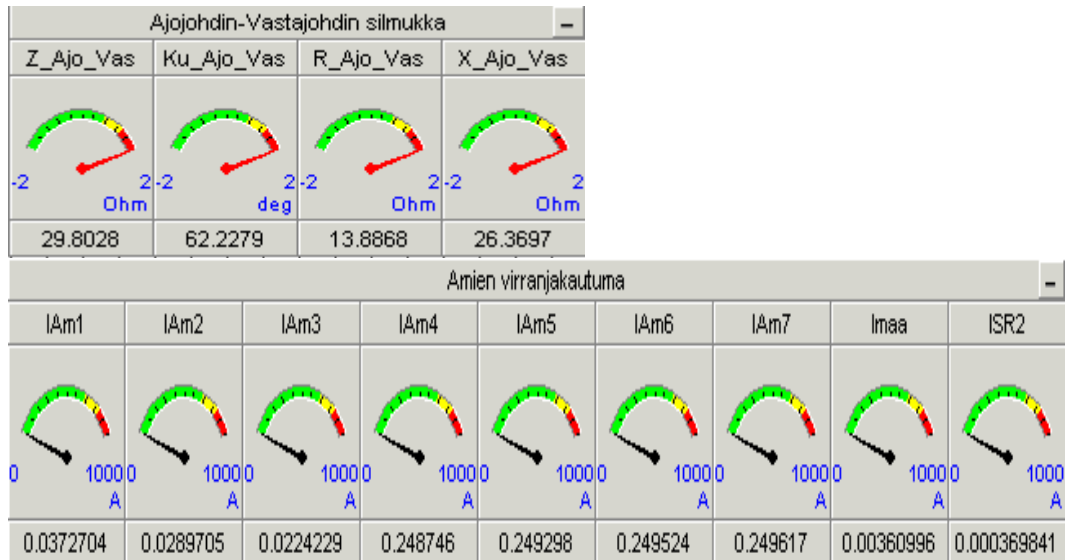 Ajojohdin-Vastajohdin silmukka –
Z_Ajo_Vas Ku_Ajo_Vas R_Ajo_Vas X_Ajo_Vas
-2 2 -2 2 -2 2 -2 2
Ohm deg Ohm Ohm
29.8028 62.2279 13.8868 26.3697
Amien virranjakautuma –
IAm1 IAm2 IAm3 IAm4 IAm5 IAm6 IAm7 Imaa ISR2
0 1000 0 1000 0 1000 0 1000 0 1000 0 1000 0 1000 0 1000 0 1000
A A A A A A A A A
0.0372704 0.0289705 0.0224229 0.248746 0.249298 0.249524 0.249617 0.00360996 0.000369841